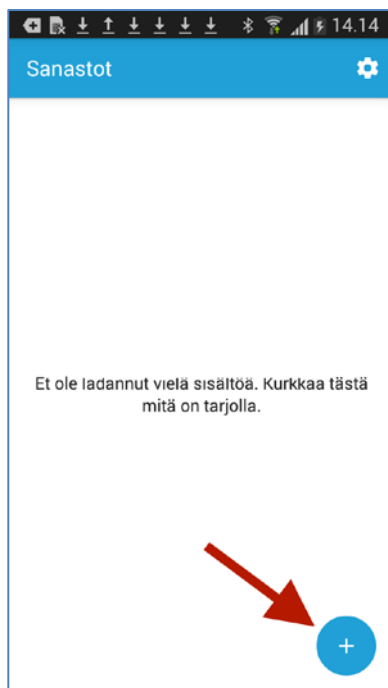 14.14
Sanastot
Et ole ladannut vielä sisältöä. Kurkkaa tästä
mitä on tarjolla.